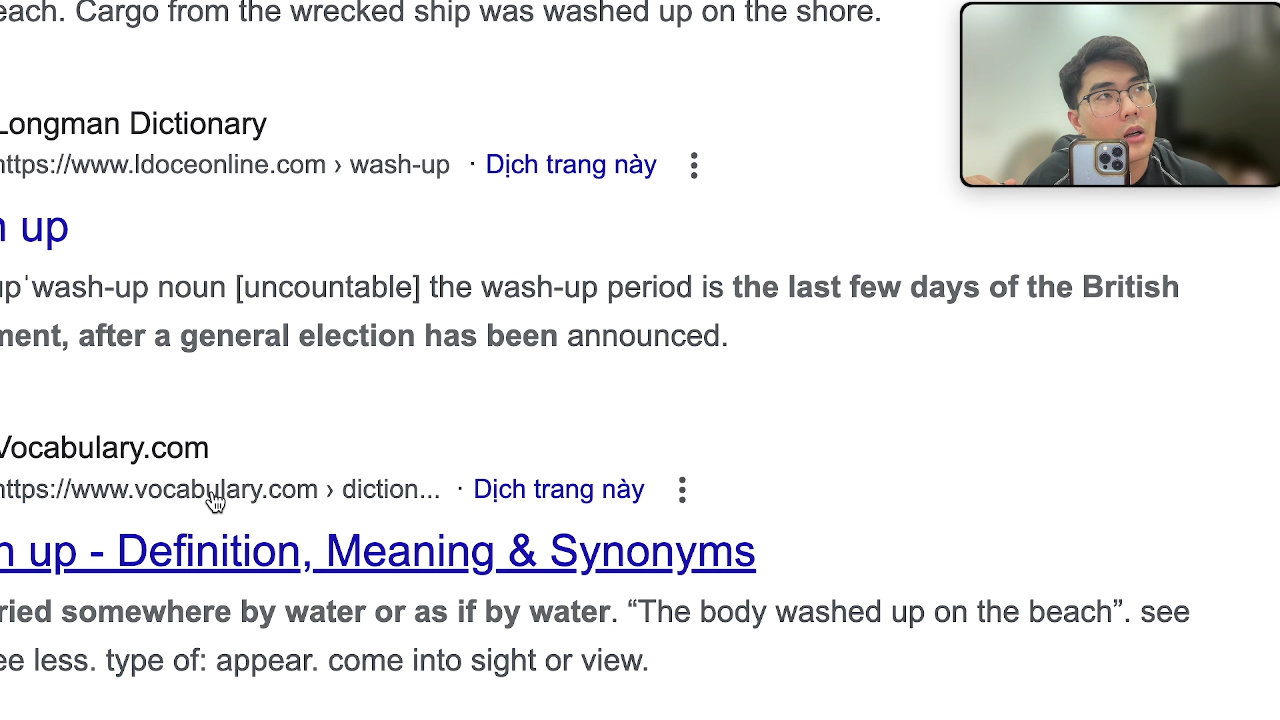 each. Cargo from the wrecked ship was washed up on the shore.
Longman Dictionary
https://www.ldoceonline.com › wash-up · Dịch trang này
up
up ˈwash-up noun [uncountable] the wash-up period is the last few days of the British
ment, after a general election has been announced.
Vocabulary.com
https://www.vocabulary.com › diction... · Dịch trang này
h up - Definition, Meaning & Synonyms
ried somewhere by water or as if by water. “The body washed up on the beach”. see
ee less. type of: appear. come into sight or view.